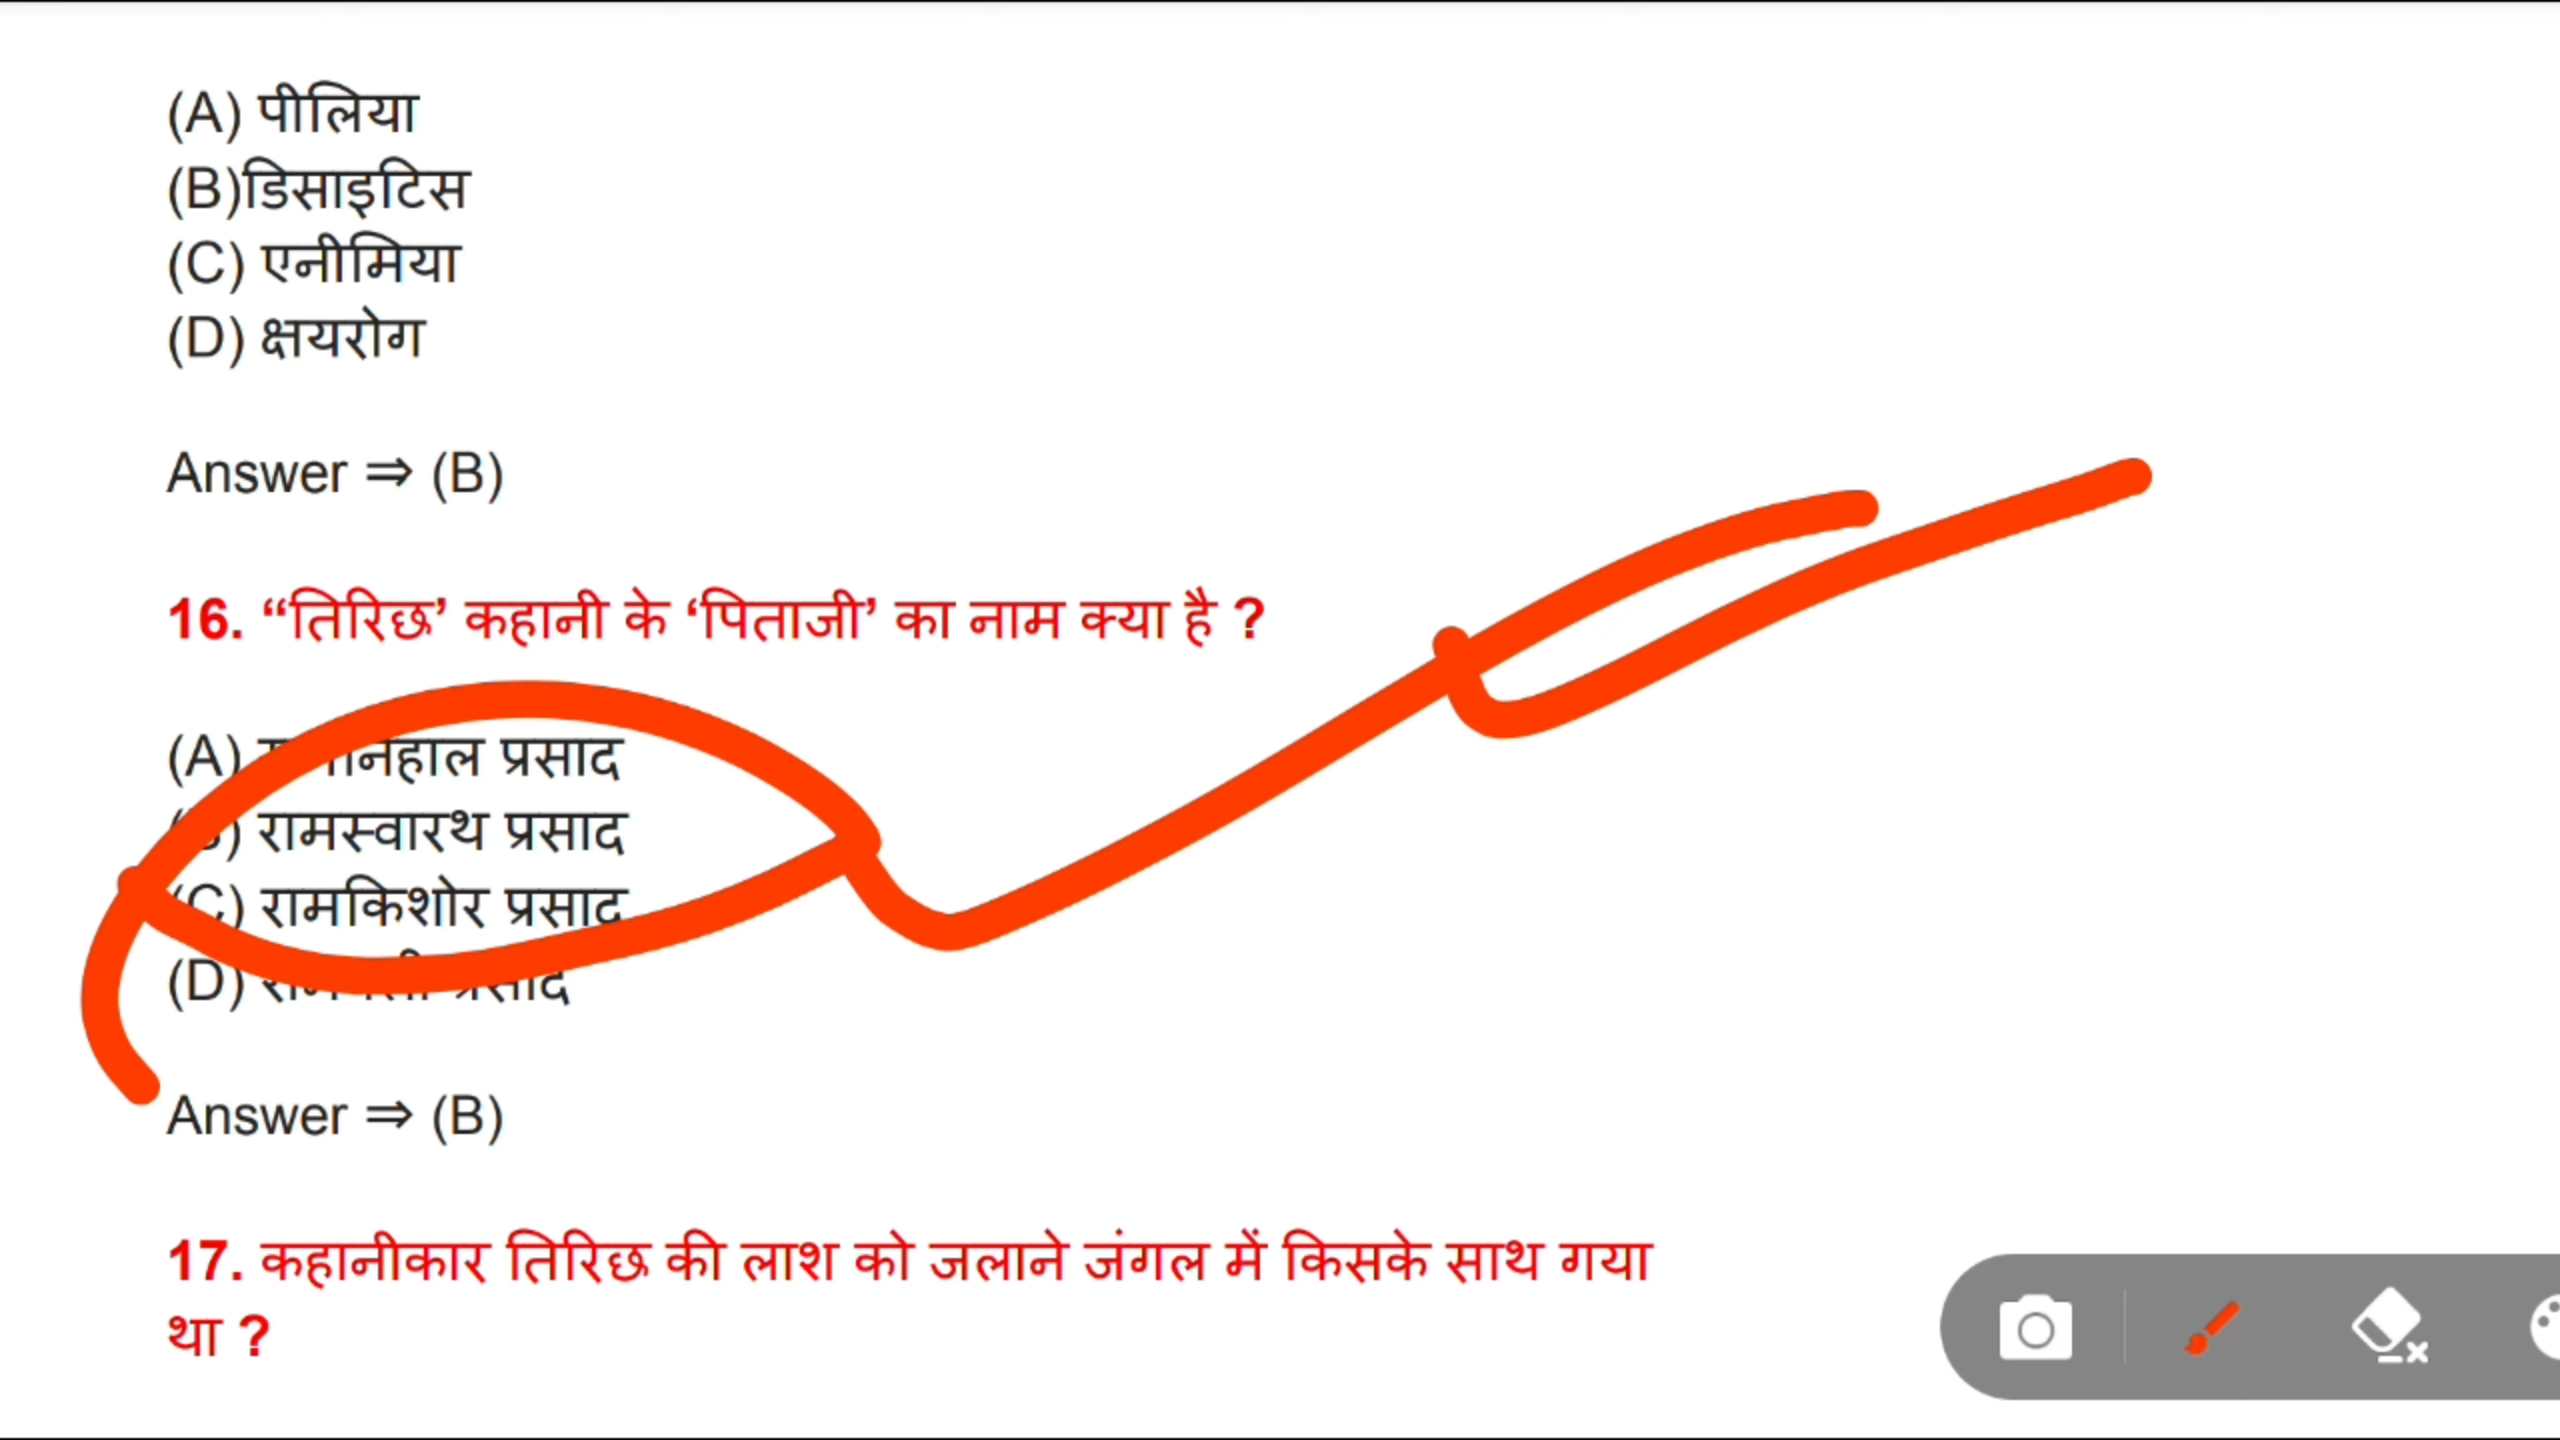 (A) पीलिया
(B)डिसाइटिस
(C) एनीमिया
(D) क्षयरोग
Answer ⇒ (B)
16. “तिरिछ’ कहानी के ‘पिताजी’ का नाम क्या है ?
(A) प्रसाद
रामस्वारथ प्रसाद
(C) रामकिशोर प्रसाद
(D) प्रसाद
Answer ⇒ (B)
17. कहानीकार तिरिछ की लाश को जलाने जंगल में किसके साथ गया
था ?